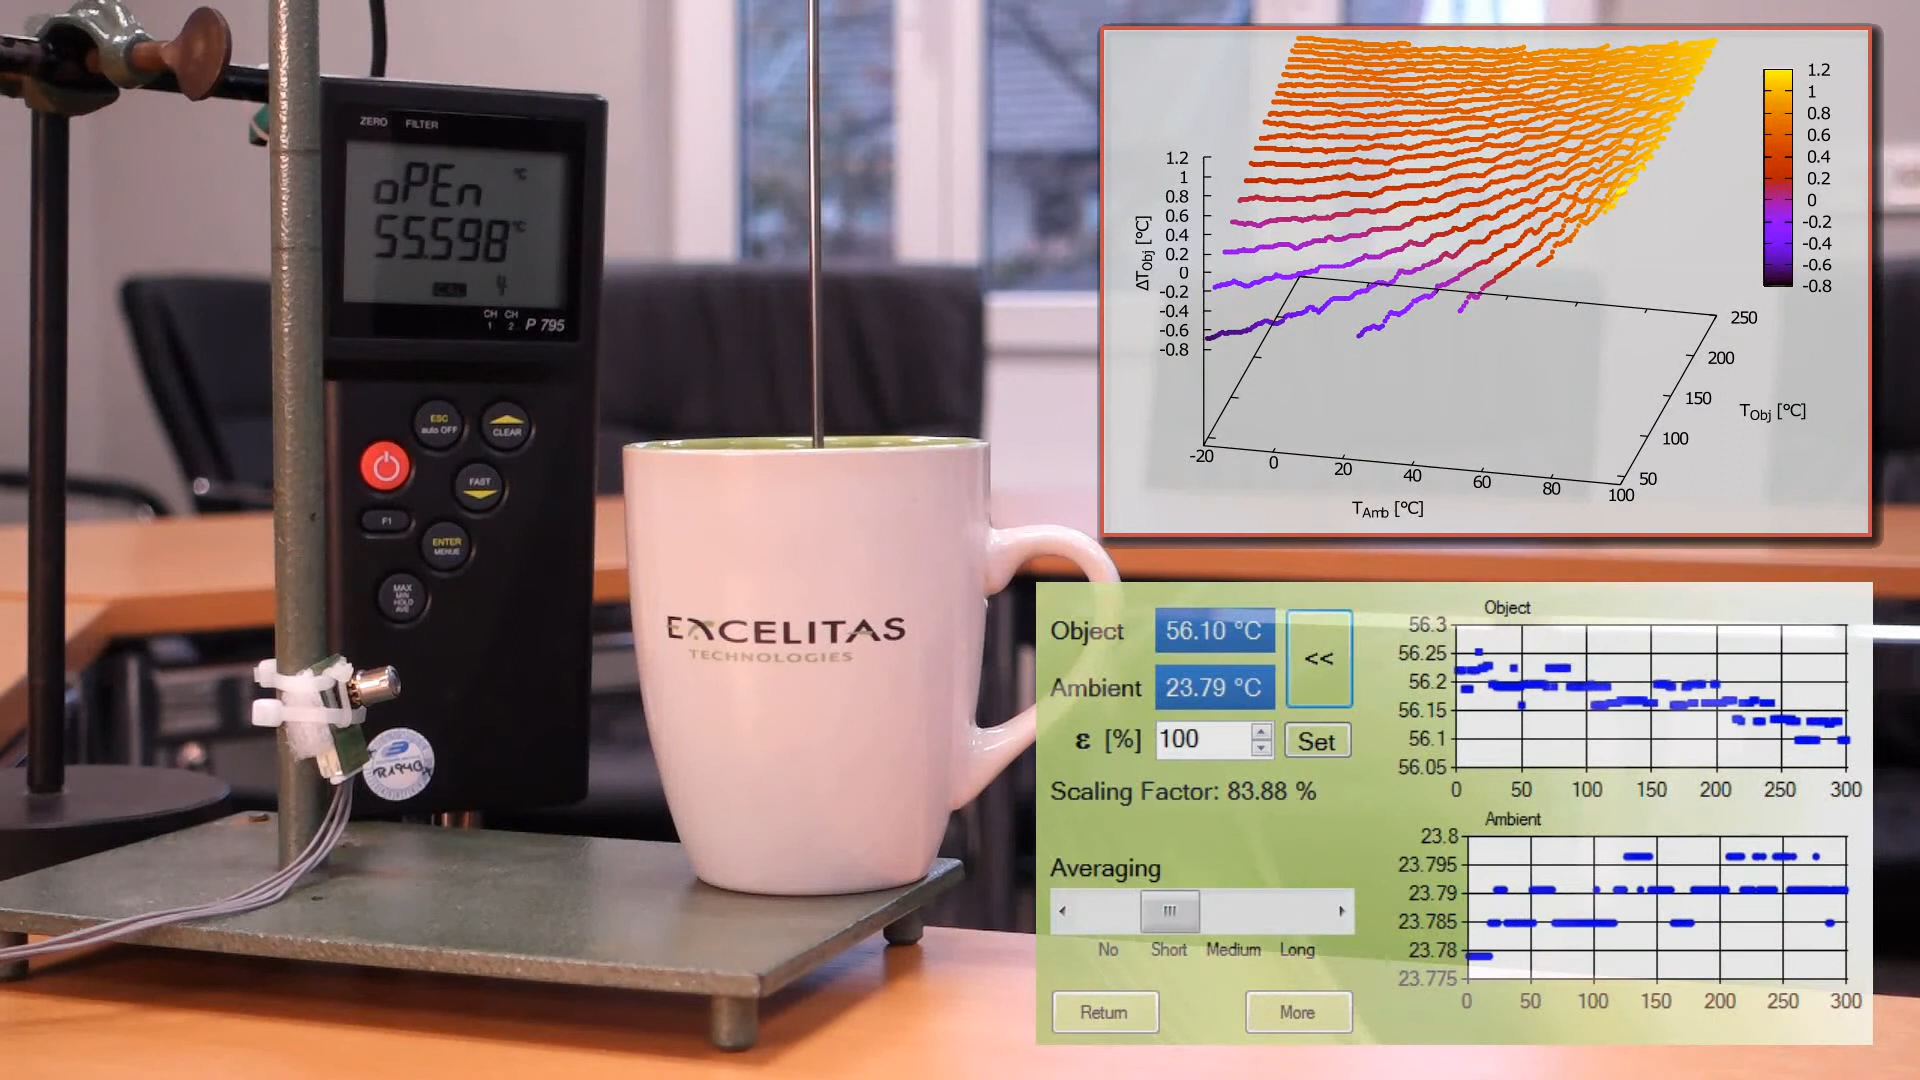 ZERO FILTER
oPEn °C
55.598 °C
CAL 4
CH 1 CH 2 P 795
ESC
auto OFF
CLEAR
FAST
F1
ENTER
MENUE
MAX
MIN
HOLD
AVE
R1940
EXCELITAS
TECHNOLOGIES
1.2
1
0.8
0.6
0.4
0.2
0
-0.2
-0.4
-0.6
-0.8
ΔTObj [°C]
-20 0 20 40 60 80 100
TAmb [°C]
50
100
150
200
250
TObj [°C]
1.2
1
0.8
0.6
0.4
0.2
0
-0.2
-0.4
-0.6
-0.8
Object 56.10 °C
Ambient 23.79 °C
<<
ε [%] 100 Set
Scaling Factor: 83.88 %
Averaging
No Short Medium Long
Return More
Object
56.3
56.25
56.2
56.15
56.1
56.05
0 50 100 150 200 250 300
Ambient
23.8
23.795
23.79
23.785
23.78
23.775
0 50 100 150 200 250 300